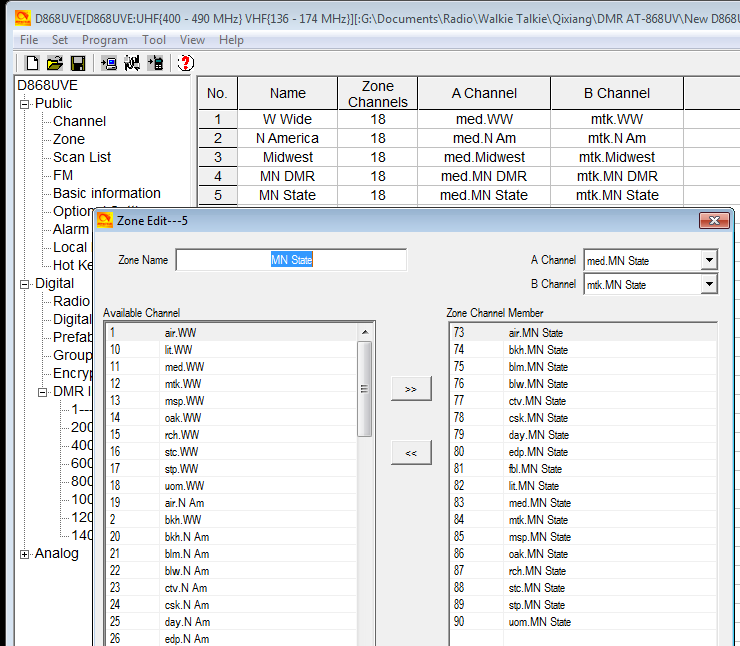 D868UVE[D868UVE:UHF{400 - 490 MHz} VHF{136 - 174 MHz}][:G:\Documents\Radio\Walkie Talkie\Qixiang\DMR AT-868UV\New D868U
File Set Program Tool View Help
D868UVE
Public
Channel
Zone
Scan List
FM
Basic information
Option
Alarm
Local
Hot Ke
Digital
Radio
Digital
Prefab
Group
Encryp
DMR I
1--
200
400
600
800
100
120
140
Analog
No. Name Zone Channels A Channel B Channel
1 W Wide 18 med.WW mtk.WW
2 N America 18 med.N Am mtk.N Am
3 Midwest 18 med.Midwest mtk.Midwest
4 MN DMR 18 med.MN DMR mtk.MN DMR
5 MN State 18 med.MN State mtk.MN State
Zone Edit---5
Zone Name MN State
A Channel med.MN State
B Channel mtk.MN State
Available Channel
1 air.WW
10 lit.WW
11 med.WW
12 mtk.WW
13 msp.WW
14 oak.WW
15 rch.WW
16 stc.WW
17 stp.WW
18 uom.WW
19 air.N Am
2 bkh.WW
20 bkh.N Am
21 blm.N Am
22 blw.N Am
23 ctv.N Am
24 csk.N Am
25 day.N Am
26 edp.N Am
>>
<<
Zone Channel Member
73 air.MN State
74 bkh.MN State
75 blm.MN State
76 blw.MN State
77 ctv.MN State
78 csk.MN State
79 day.MN State
80 edp.MN State
81 fbl.MN State
82 lit.MN State
83 med.MN State
84 mtk.MN State
85 msp.MN State
86 oak.MN State
87 rch.MN State
88 stc.MN State
89 stp.MN State
90 uom.MN State